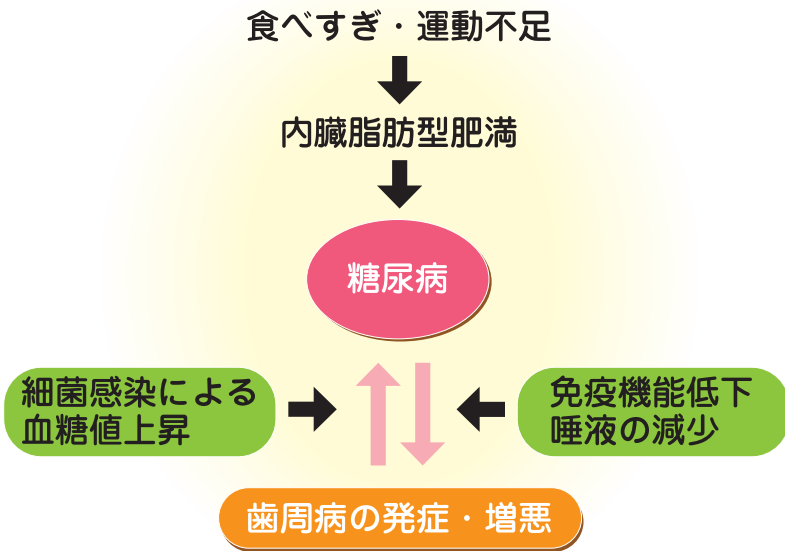 食べすぎ・運動不足
内臓脂肪型肥満
糖尿病
細菌感染による
血糖値上昇
免疫機能低下
唾液の減少
歯周病の発症・増悪